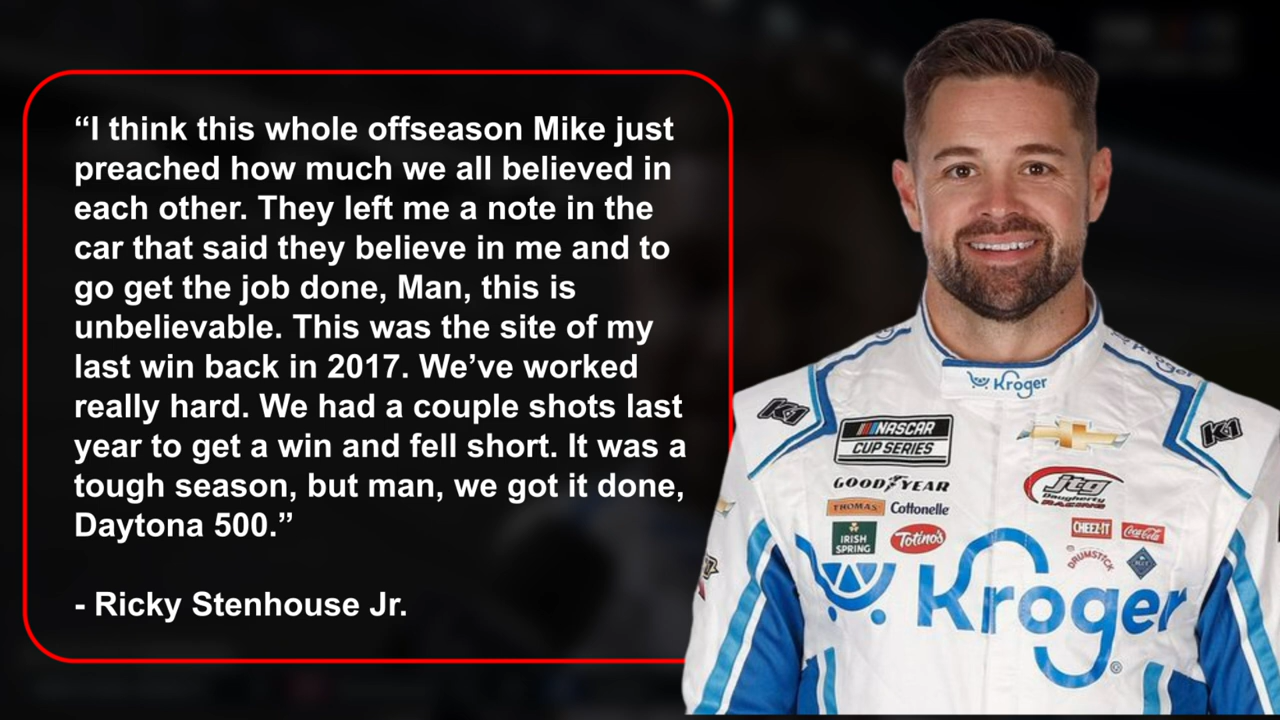 “I think this whole offseason Mike just
preached how much we all believed in
each other. They left me a note in the
car that said they believe in me and to
go get the job done, Man, this is
unbelievable. This was the site of my
last win back in 2017. We’ve worked
really hard. We had a couple shots last
year to get a win and fell short. It was a
tough season, but man, we got it done,
Daytona 500.”
- Ricky Stenhouse Jr.
Kroger
Kroger
K1
K1
NASCAR
CUP SERIES
GOODYEAR
jtg
Daugherty
RACING
THOMAS'
Cottonelle
IRISH
SPRING
Totino's
CHEEZ-IT
Coca-Cola
DRUMSTICK
Kroger